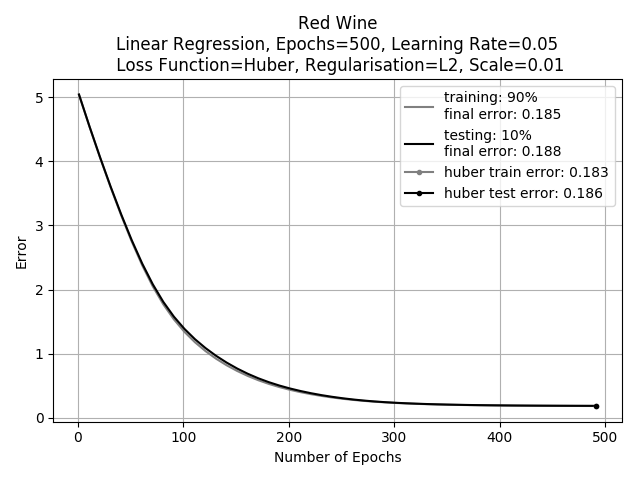 Red Wine
Linear Regression, Epochs=500, Learning Rate=0.05
Loss Function=Huber, Regularisation=L2, Scale=0.01
training: 90%
final error: 0.185
testing: 10%
final error: 0.188
huber train error: 0.183
huber test error: 0.186
Error
5
4
3
2
1
0
0 100 200 300 400 500
Number of Epochs